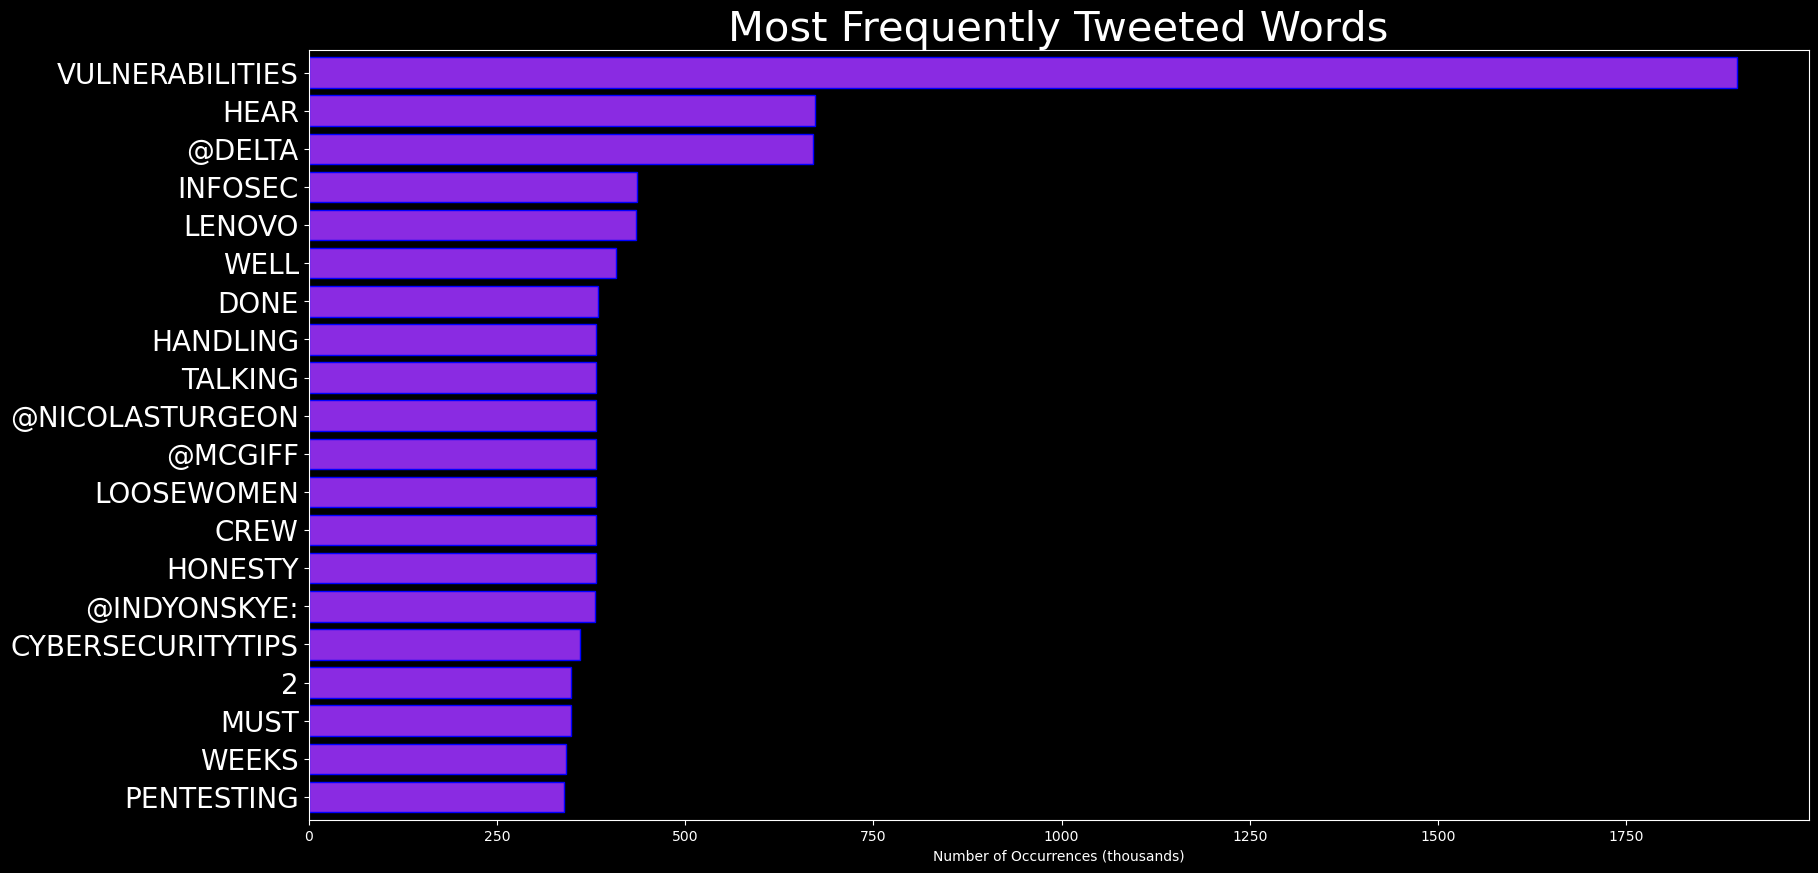 Most Frequently Tweeted Words
VULNERABILITIES
HEAR
@DELTA
INFOSEC
LENOVO
WELL
DONE
HANDLING
TALKING
@NICOLASTURGEON
@MCGIFF
LOOSEWOMEN
CREW
HONESTY
@INDYONSKYE:
CYBERSECURITYTIPS
2
MUST
WEEKS
PENTESTING
0 250 500 750 1000 1250 1500 1750
Number of Occurrences (thousands)